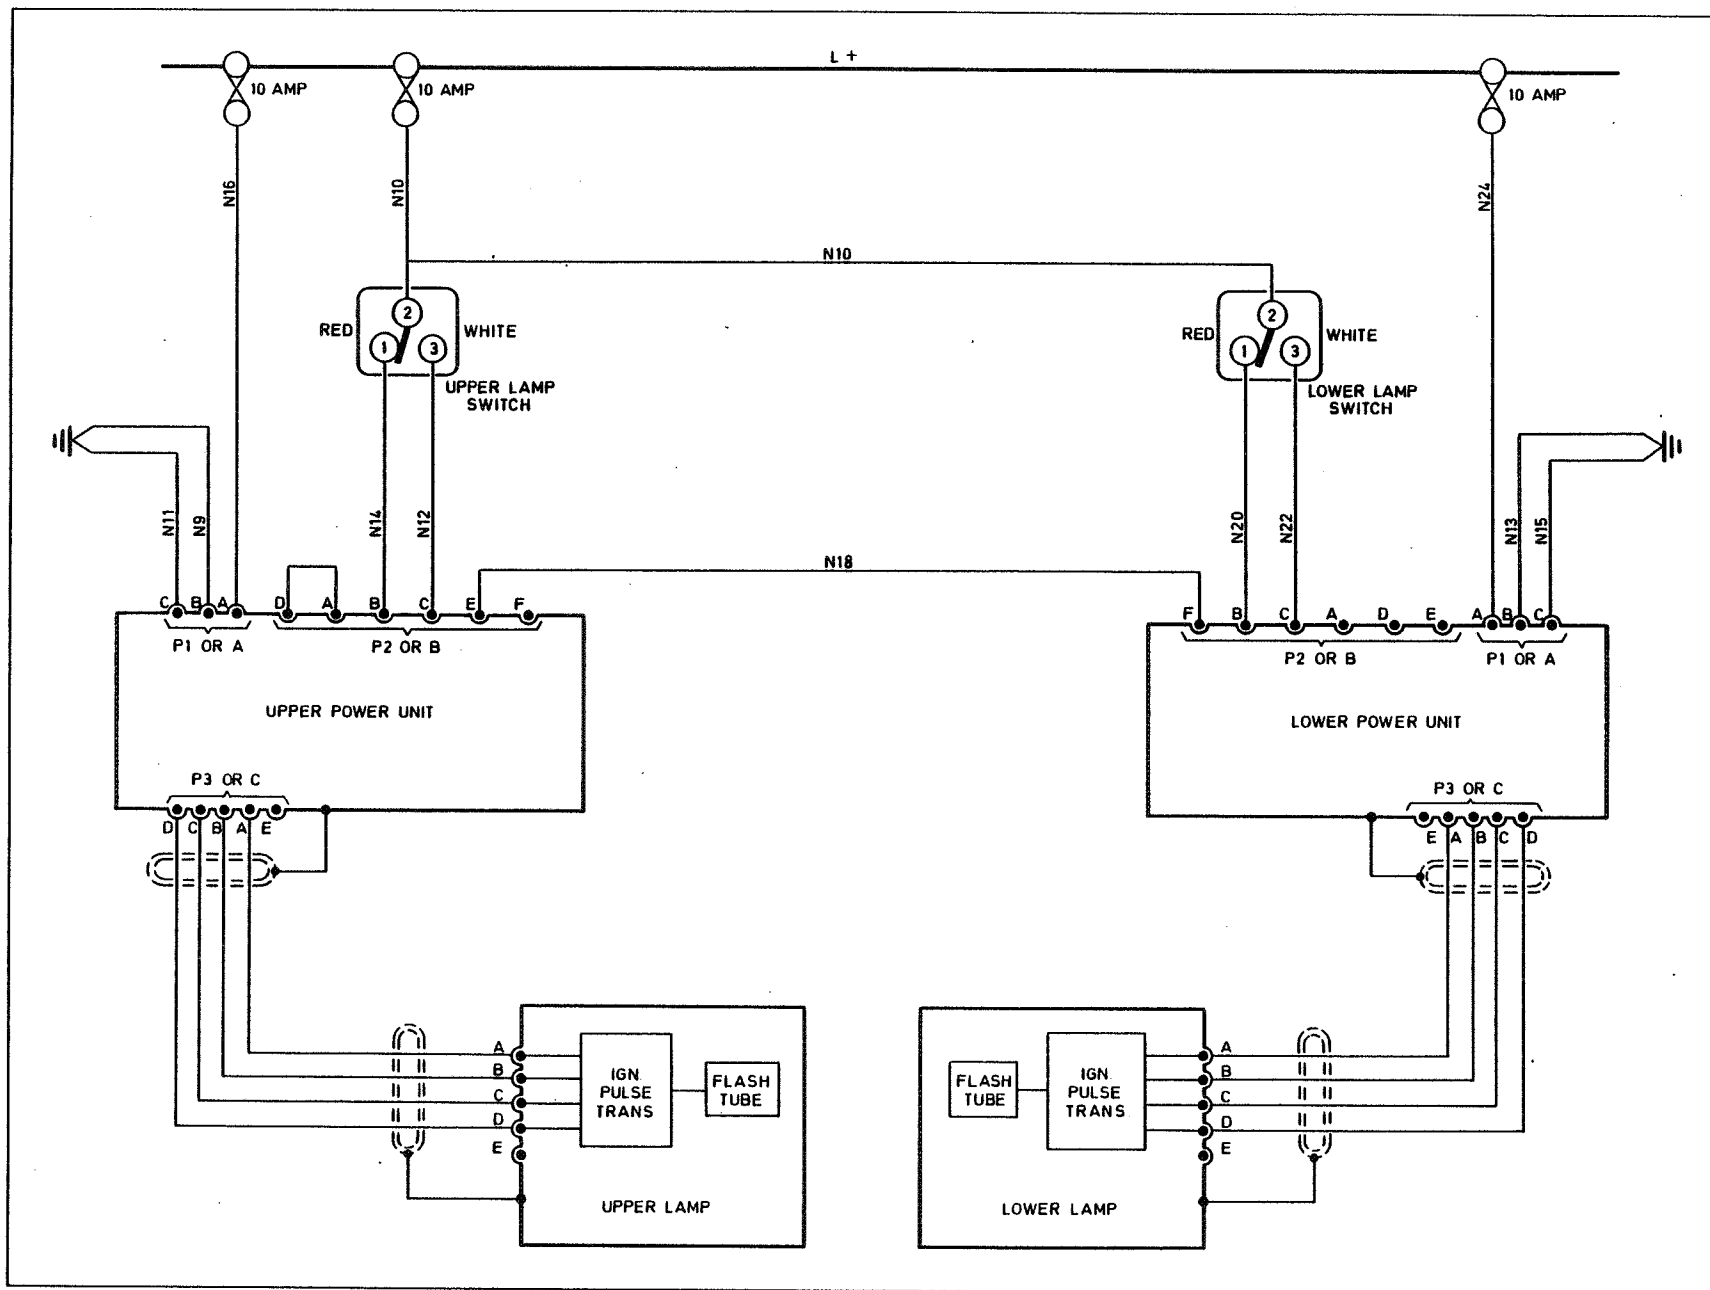 L +
10 AMP
10 AMP
10 AMP
N16
N10
N24
N10
2
2
RED
1
3
WHITE
RED
1
3
WHITE
UPPER LAMP
SWITCH
LOWER LAMP
SWITCH
N11
N9
N14
N12
N20
N22
N13
N15
N18
C B A D A B C E F
F B C A D E A B C
P1 OR A
P2 OR B
P2 OR B
P1 OR A
UPPER POWER UNIT
LOWER POWER UNIT
P3 OR C
P3 OR C
D C B A E
E A B C D
A
B
C
D
E
IGN.
PULSE
TRANS
FLASH
TUBE
UPPER LAMP
FLASH
TUBE
IGN.
PULSE
TRANS.
A
B
C
D
E
LOWER LAMP